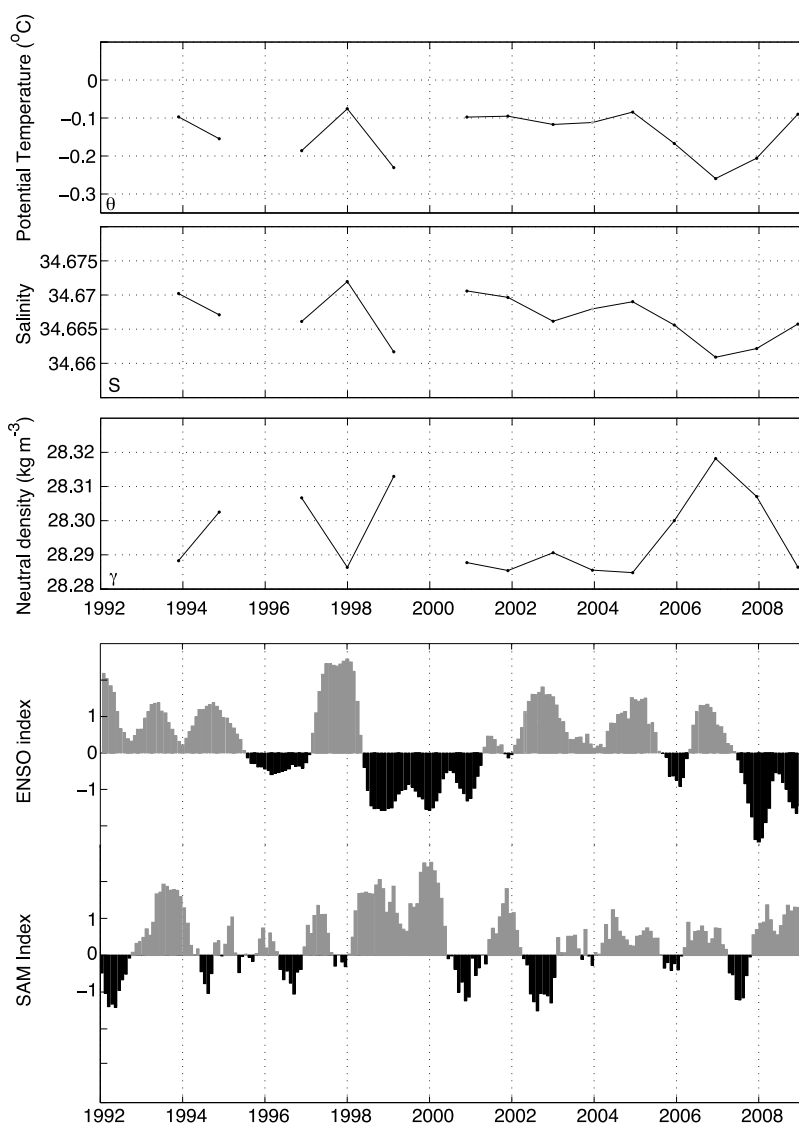 Potential Temperature (°C)
0
−0.1
−0.2
−0.3
θ
Salinity
34.675
34.67
34.665
34.66
S
Neutral density (kg m⁻³)
28.32
28.31
28.30
28.29
28.28
γ
1992 1994 1996 1998 2000 2002 2004 2006 2008
ENSO index
1
0
−1
SAM Index
1
0
−1
1992 1994 1996 1998 2000 2002 2004 2006 2008